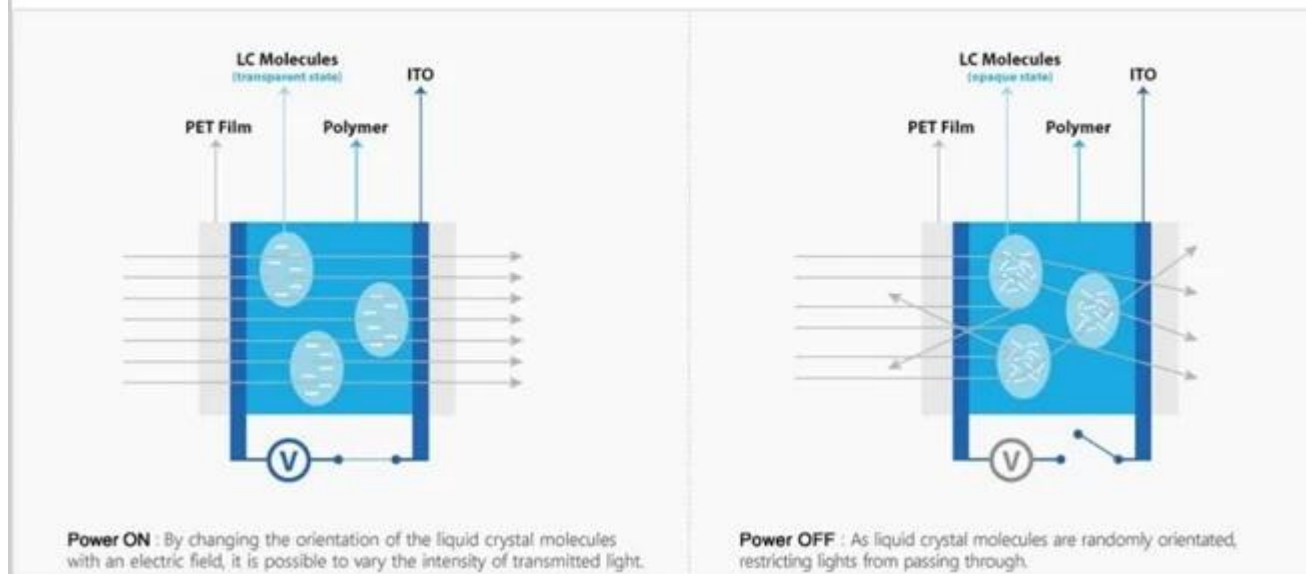 LC Molecules
(transparent state)
ITO
PET Film
Polymer
V
Power ON : By changing the orientation of the liquid crystal molecules
with an electric field, it is possible to vary the intensity of transmitted light.
LC Molecules
(opaque state)
ITO
PET Film
Polymer
V
Power OFF : As liquid crystal molecules are randomly orientated,
restricting lights from passing through.